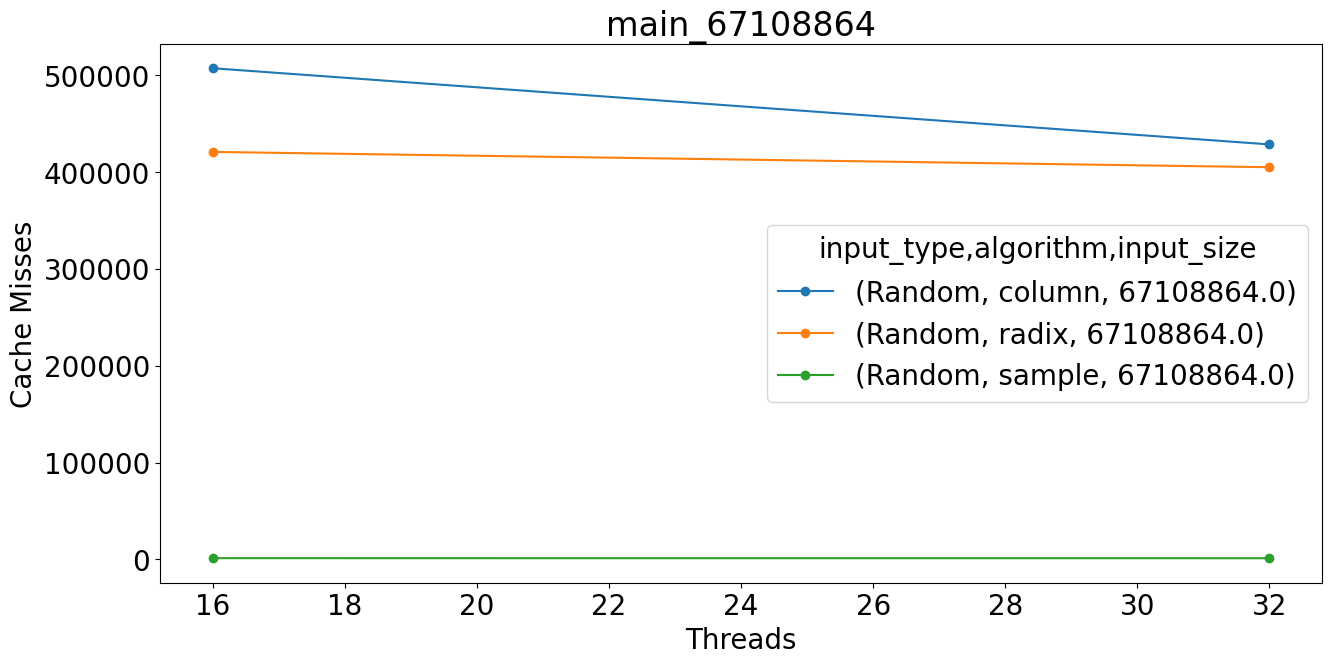 main_67108864
500000
400000
300000
200000
100000
0
Cache Misses
input_type,algorithm,input_size
(Random, column, 67108864.0)
(Random, radix, 67108864.0)
(Random, sample, 67108864.0)
16 18 20 22 24 26 28 30 32
Threads